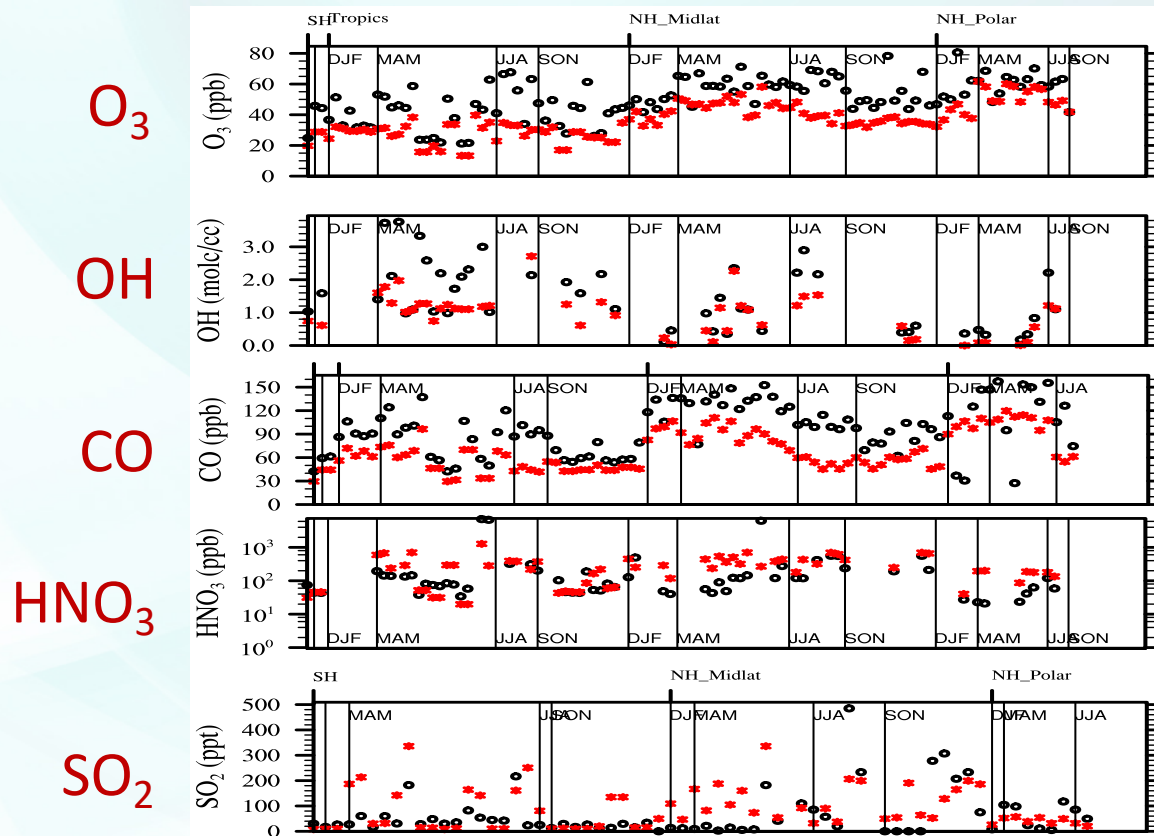 SH Tropics NH_Midlat NH_Polar
O3
O3 (ppb)
80
60
40
20
0
DJF MAM JJA SON DJF MAM JJA SON DJF MAM JJA SON
OH
OH (molc/cc)
3.0
2.0
1.0
0.0
DJF MAM JJA SON DJF MAM JJA SON DJF MAM JJA SON
CO
CO (ppb)
150
120
90
60
30
0
DJF MAM JJA SON DJF MAM JJA SON DJF MAM JJA
HNO3
HNO3 (ppb)
10³
10²
10¹
10⁰
DJF MAM JJA SON DJF MAM JJA SON DJF MAM JJA SON
SH NH_Midlat NH_Polar
SO2
SO2 (ppt)
500
400
300
200
100
0
MAM JJA SON DJF MAM JJA SON DJF MAM JJA